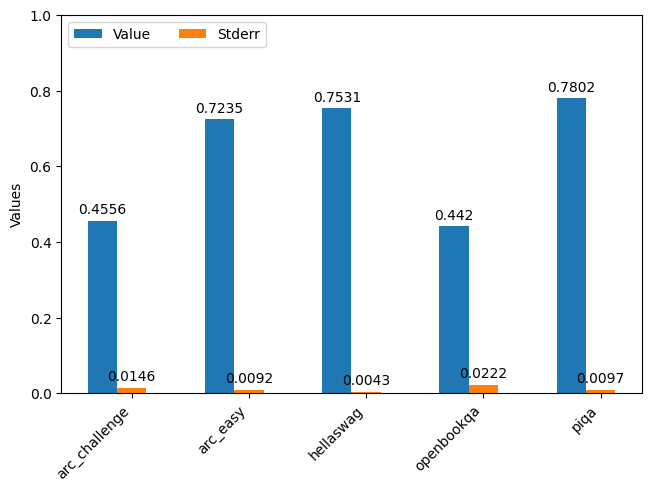 1.0
0.8
0.6
0.4
0.2
0.0
Values
Value Stderr
0.4556
0.7235
0.7531
0.442
0.7802
0.0146
0.0092
0.0043
0.0222
0.0097
arc_challenge
arc_easy
hellaswag
openbookqa
piqa